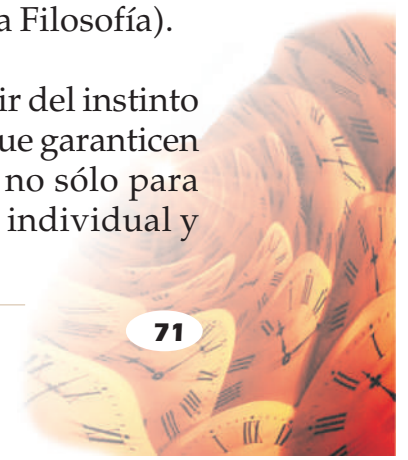 a Filosofía).
ir del instinto
ue garanticen
no sólo para
individual y
71